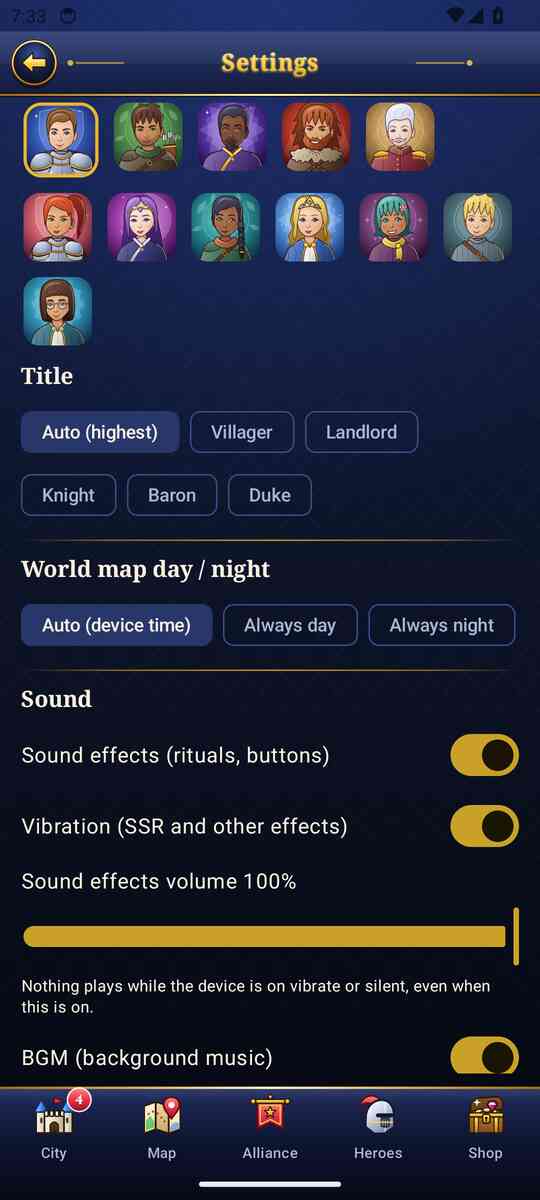 7:33
Settings
Title
Auto (highest)
Villager
Landlord
Knight
Baron
Duke
World map day / night
Auto (device time)
Always day
Always night
Sound
Sound effects (rituals, buttons)
Vibration (SSR and other effects)
Sound effects volume 100%
Nothing plays while the device is on vibrate or silent, even when
this is on.
BGM (background music)
4
City
Map
Alliance
Heroes
Shop